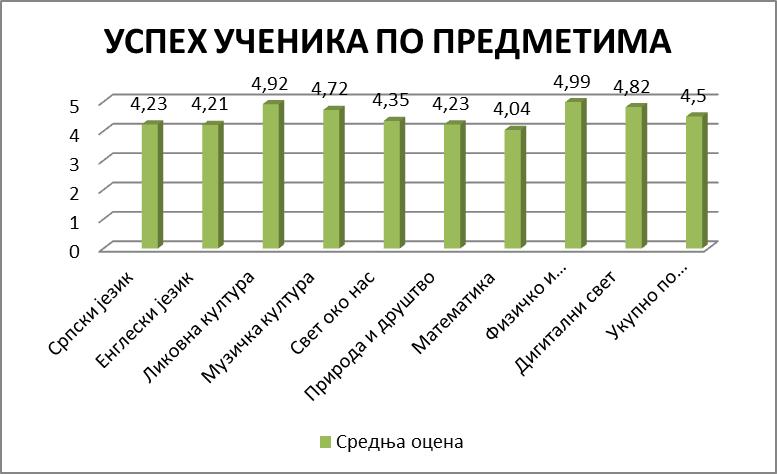 УСПЕХ УЧЕНИКА ПО ПРЕДМЕТИМА
4,23 4,21 4,92 4,72 4,35 4,23 4,04 4,99 4,82 4,5
5
4
3
2
1
0
Српски језик
Енглески језик
Ликовна култура
Музичка култура
Свет око нас
Природа и друштво
Математика
Физичко и...
Дигитални свет
Укупно по...
Средња оцена